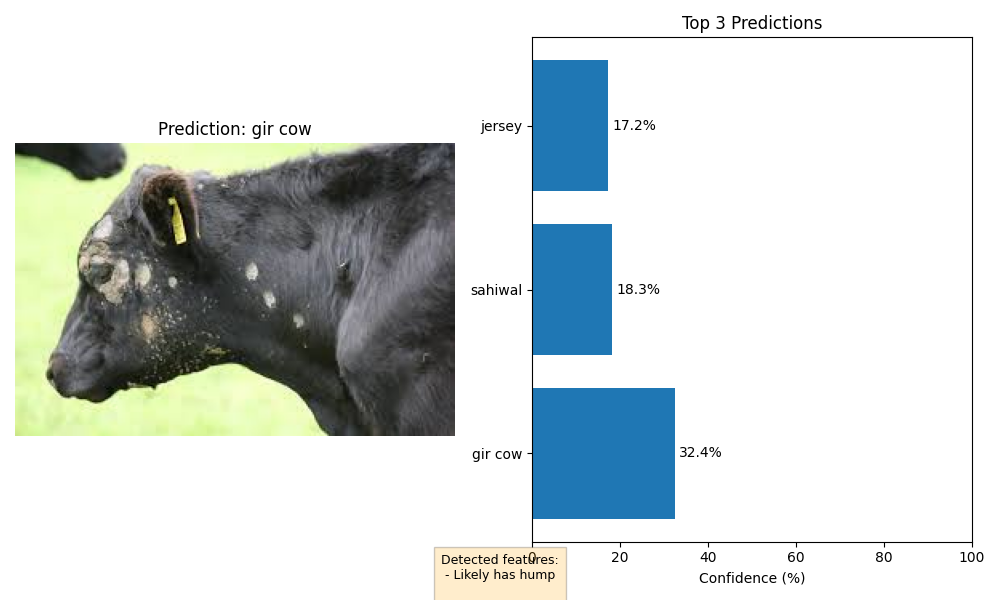 Prediction: gir cow
Top 3 Predictions
jersey
17.2%
sahiwal
18.3%
gir cow
32.4%
0 20 40 60 80 100
Confidence (%)
Detected features:
- Likely has hump